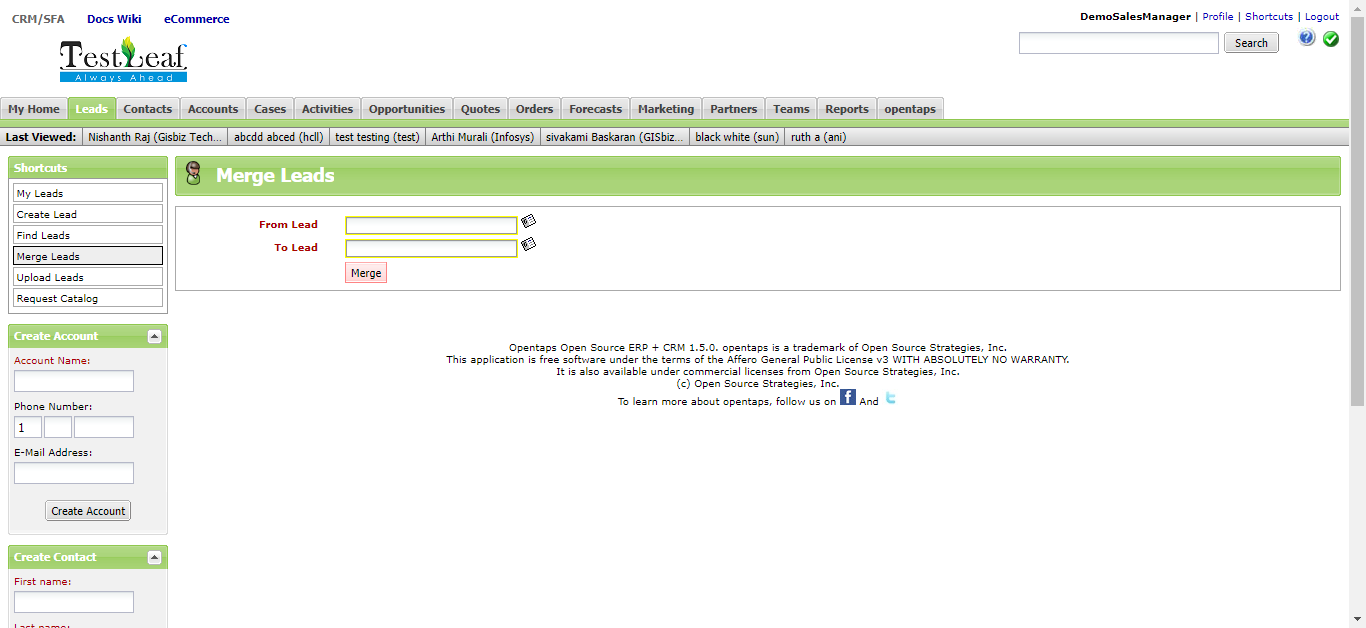 CRM/SFA Docs Wiki eCommerce
DemoSalesManager | Profile | Shortcuts | Logout
Search
TestLeaf
Always Ahead
My Home Leads Contacts Accounts Cases Activities Opportunities Quotes Orders Forecasts Marketing Partners Teams Reports opentaps
Last Viewed: Nishanth Raj (Gisbiz Tech... abcdd abced (hcll) test testing (test) Arthi Murali (Infosys) sivakami Baskaran (GISbiz... black white (sun) ruth a (ani)
Shortcuts
My Leads
Create Lead
Find Leads
Merge Leads
Upload Leads
Request Catalog
Create Account
Account Name:
Phone Number:
1
E-Mail Address:
Create Account
Create Contact
First name:
Last name:
Merge Leads
From Lead
To Lead
Merge
Opentaps Open Source ERP + CRM 1.5.0. opentaps is a trademark of Open Source Strategies, Inc.
This application is free software under the terms of the Affero General Public License v3 WITH ABSOLUTELY NO WARRANTY.
It is also available under commercial licenses from Open Source Strategies, Inc.
(c) Open Source Strategies, Inc.
To learn more about opentaps, follow us on f And t